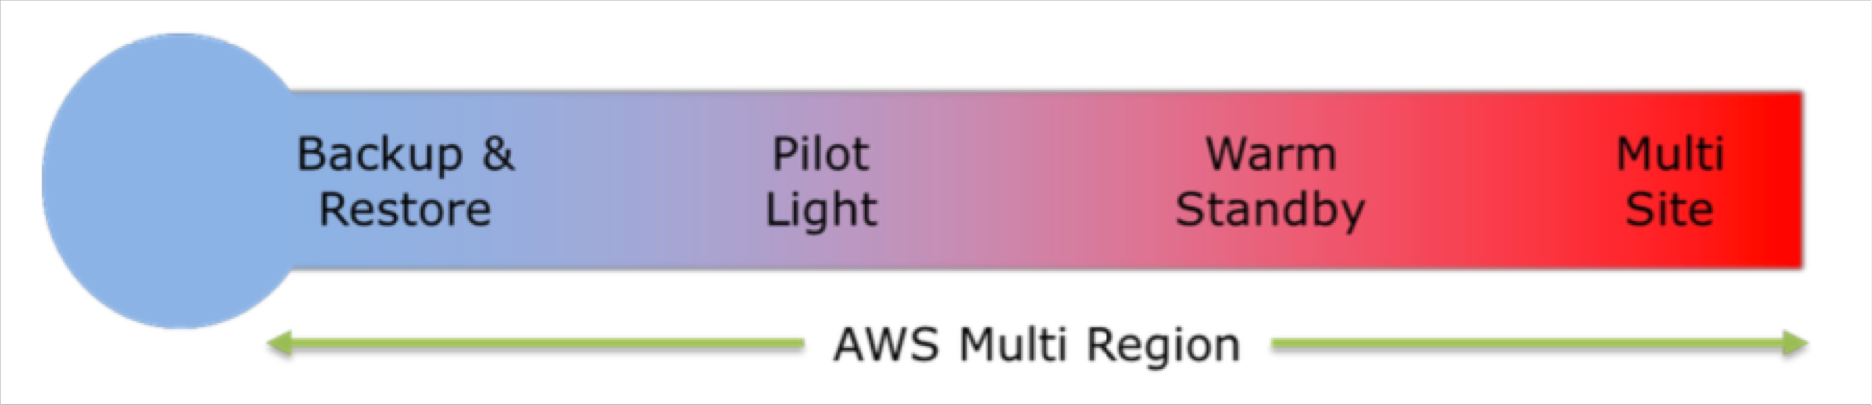 Backup &
Restore
Pilot
Light
Warm
Standby
Multi
Site
AWS Multi Region